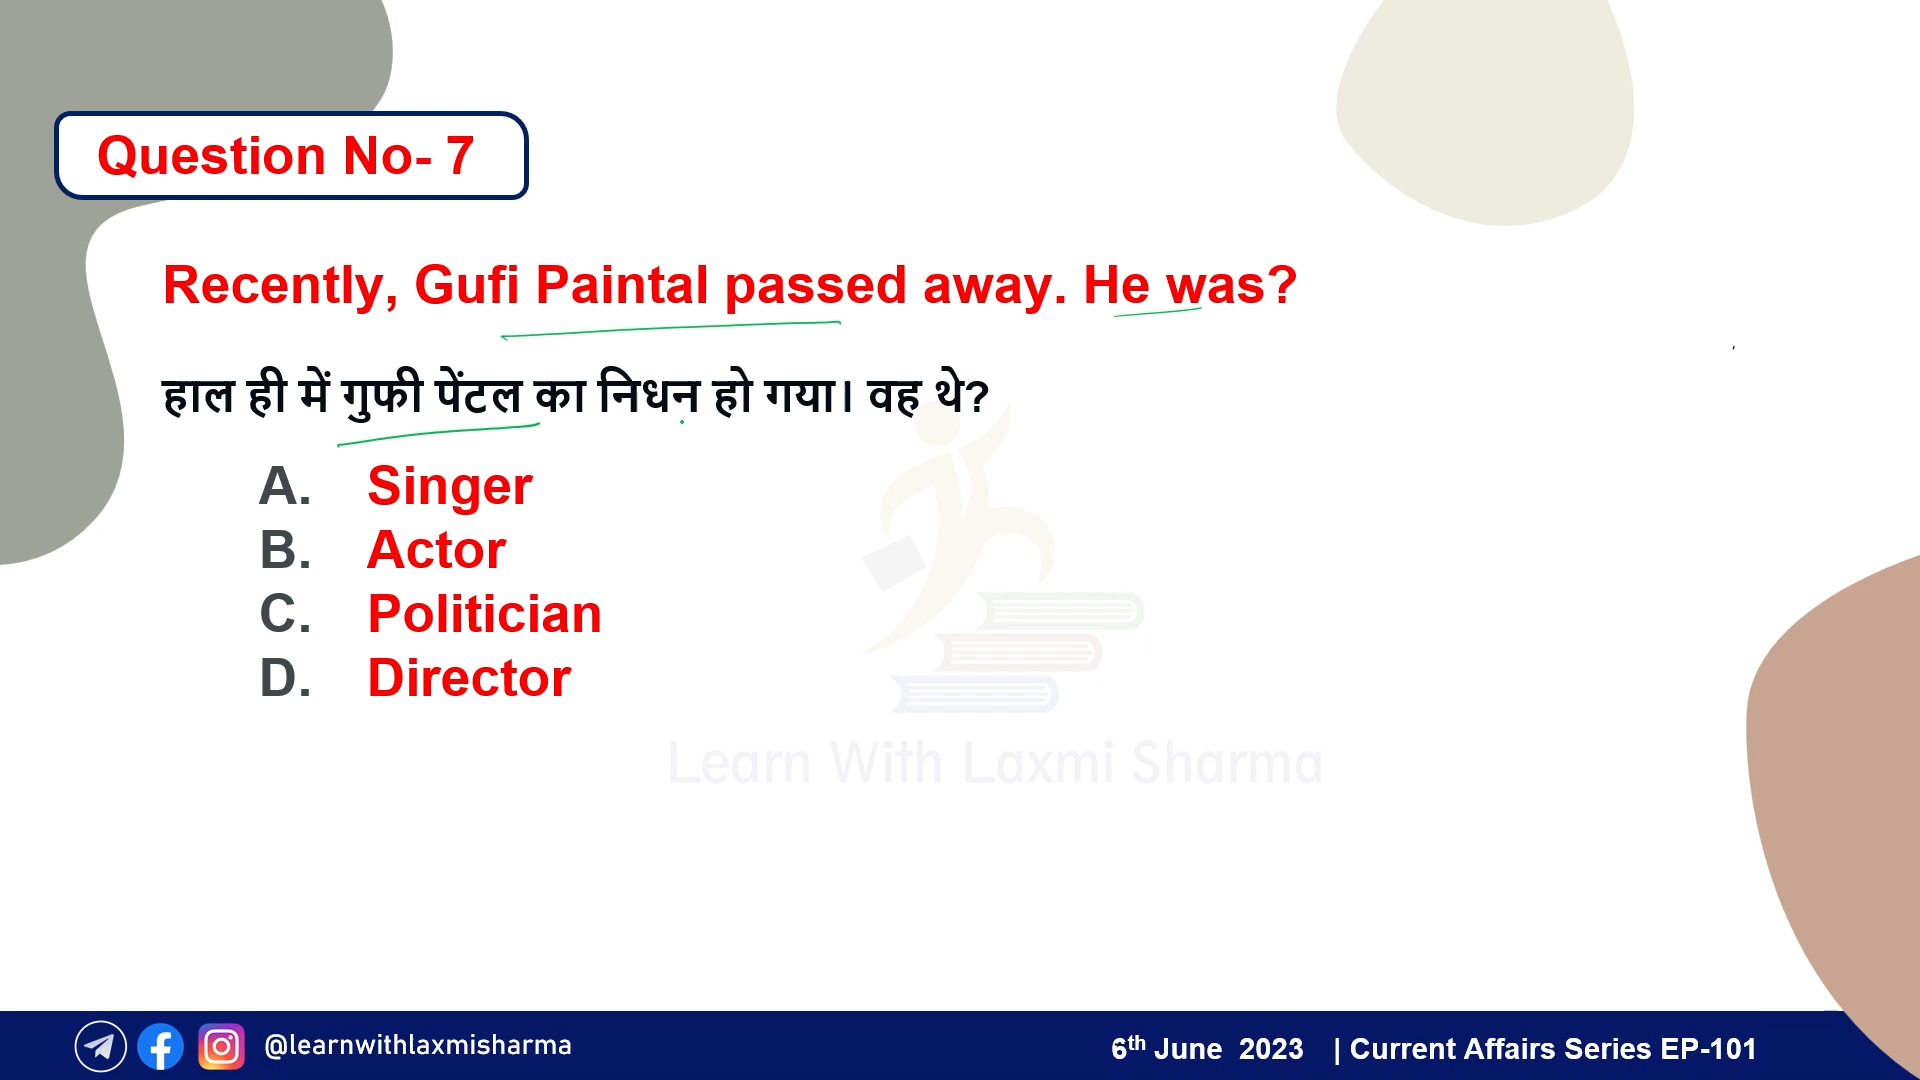 Question No- 7
Recently, Gufi Paintal passed away. He was?
हाल ही में गुफी पेंटल का निधन हो गया। वह थे?
A. Singer
B. Actor
C. Politician
D. Director
Learn With Laxmi Sharma
@learnwithlaxmisharma
6th June 2023 | Current Affairs Series EP-101